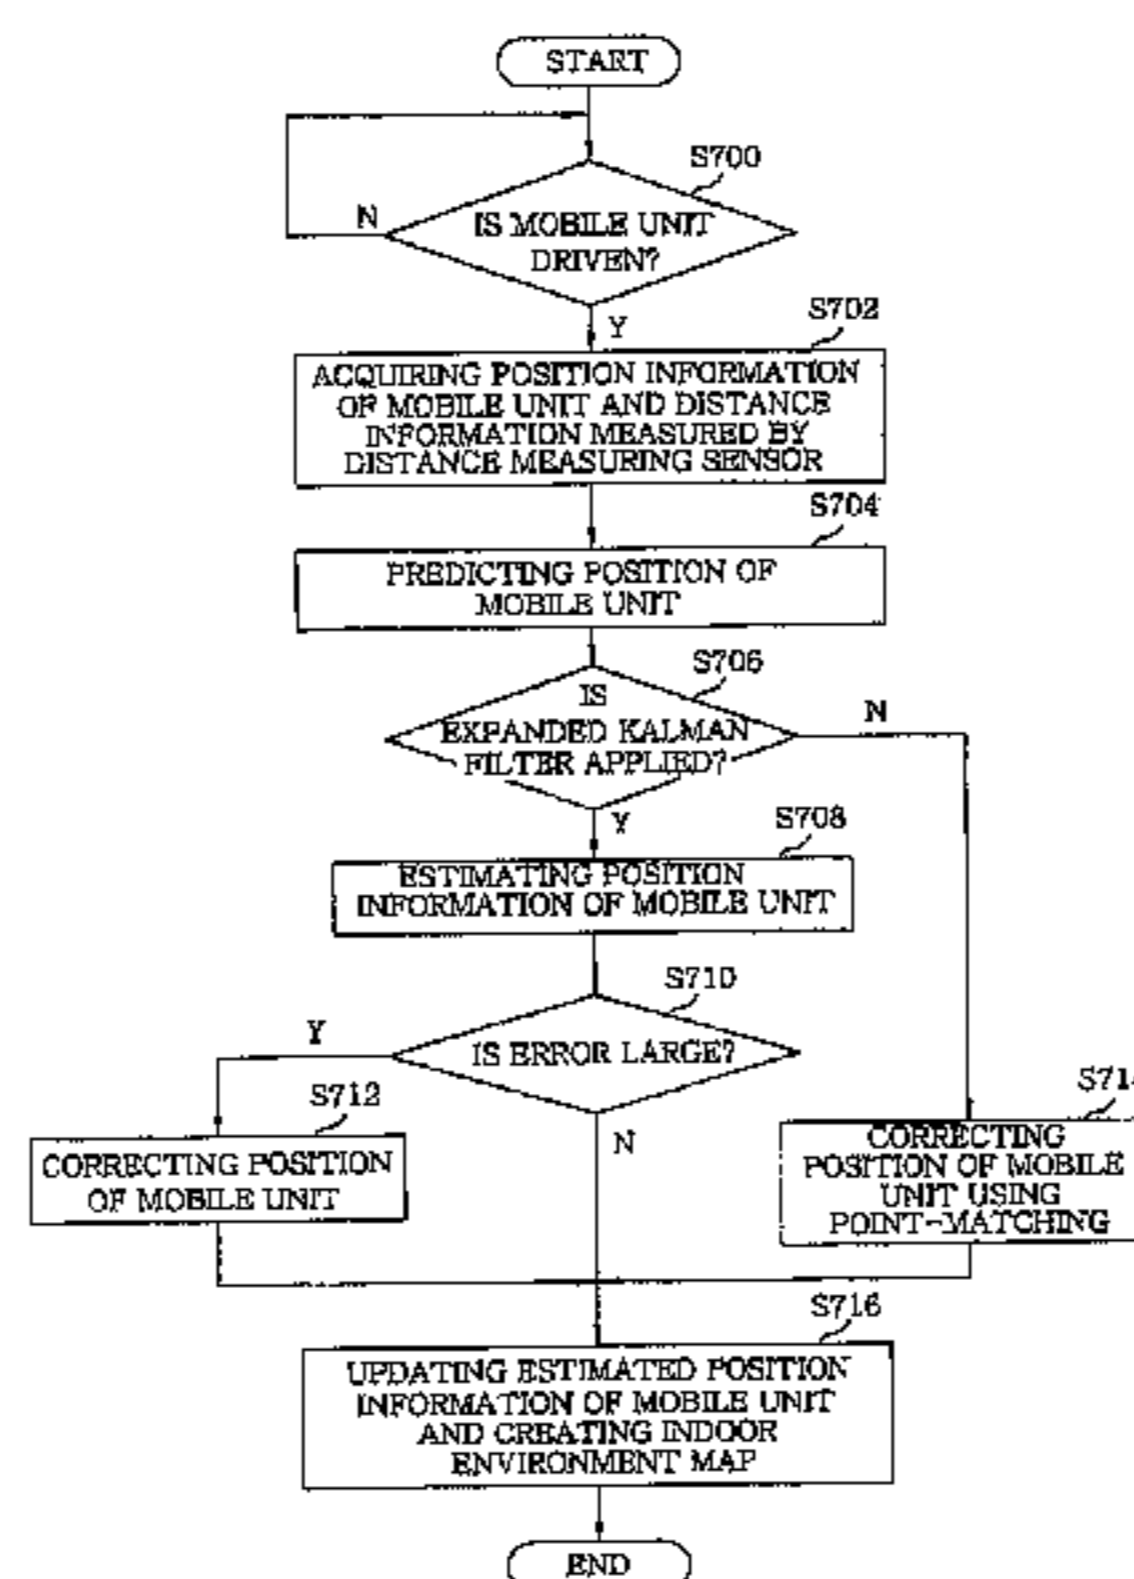 START
S700
N
IS MOBILE UNIT
DRIVEN?
Y
S702
ACQUIRING POSITION INFORMATION
OF MOBILE UNIT AND DISTANCE
INFORMATION MEASURED BY
DISTANCE MEASURING SENSOR
S704
PREDICTING POSITION OF
MOBILE UNIT
S706
IS
EXPANDED KALMAN
FILTER APPLIED?
N
Y
S708
ESTIMATING POSITION
INFORMATION OF MOBILE UNIT
S710
IS ERROR LARGE?
Y
N
S712
CORRECTING POSITION
OF MOBILE UNIT
CORRECTING
POSITION OF MOBILE
UNIT USING
POINT-MATCHING
S716
UPDATING ESTIMATED POSITION
INFORMATION OF MOBILE UNIT
AND CREATING INDOOR
ENVIRONMENT MAP
END